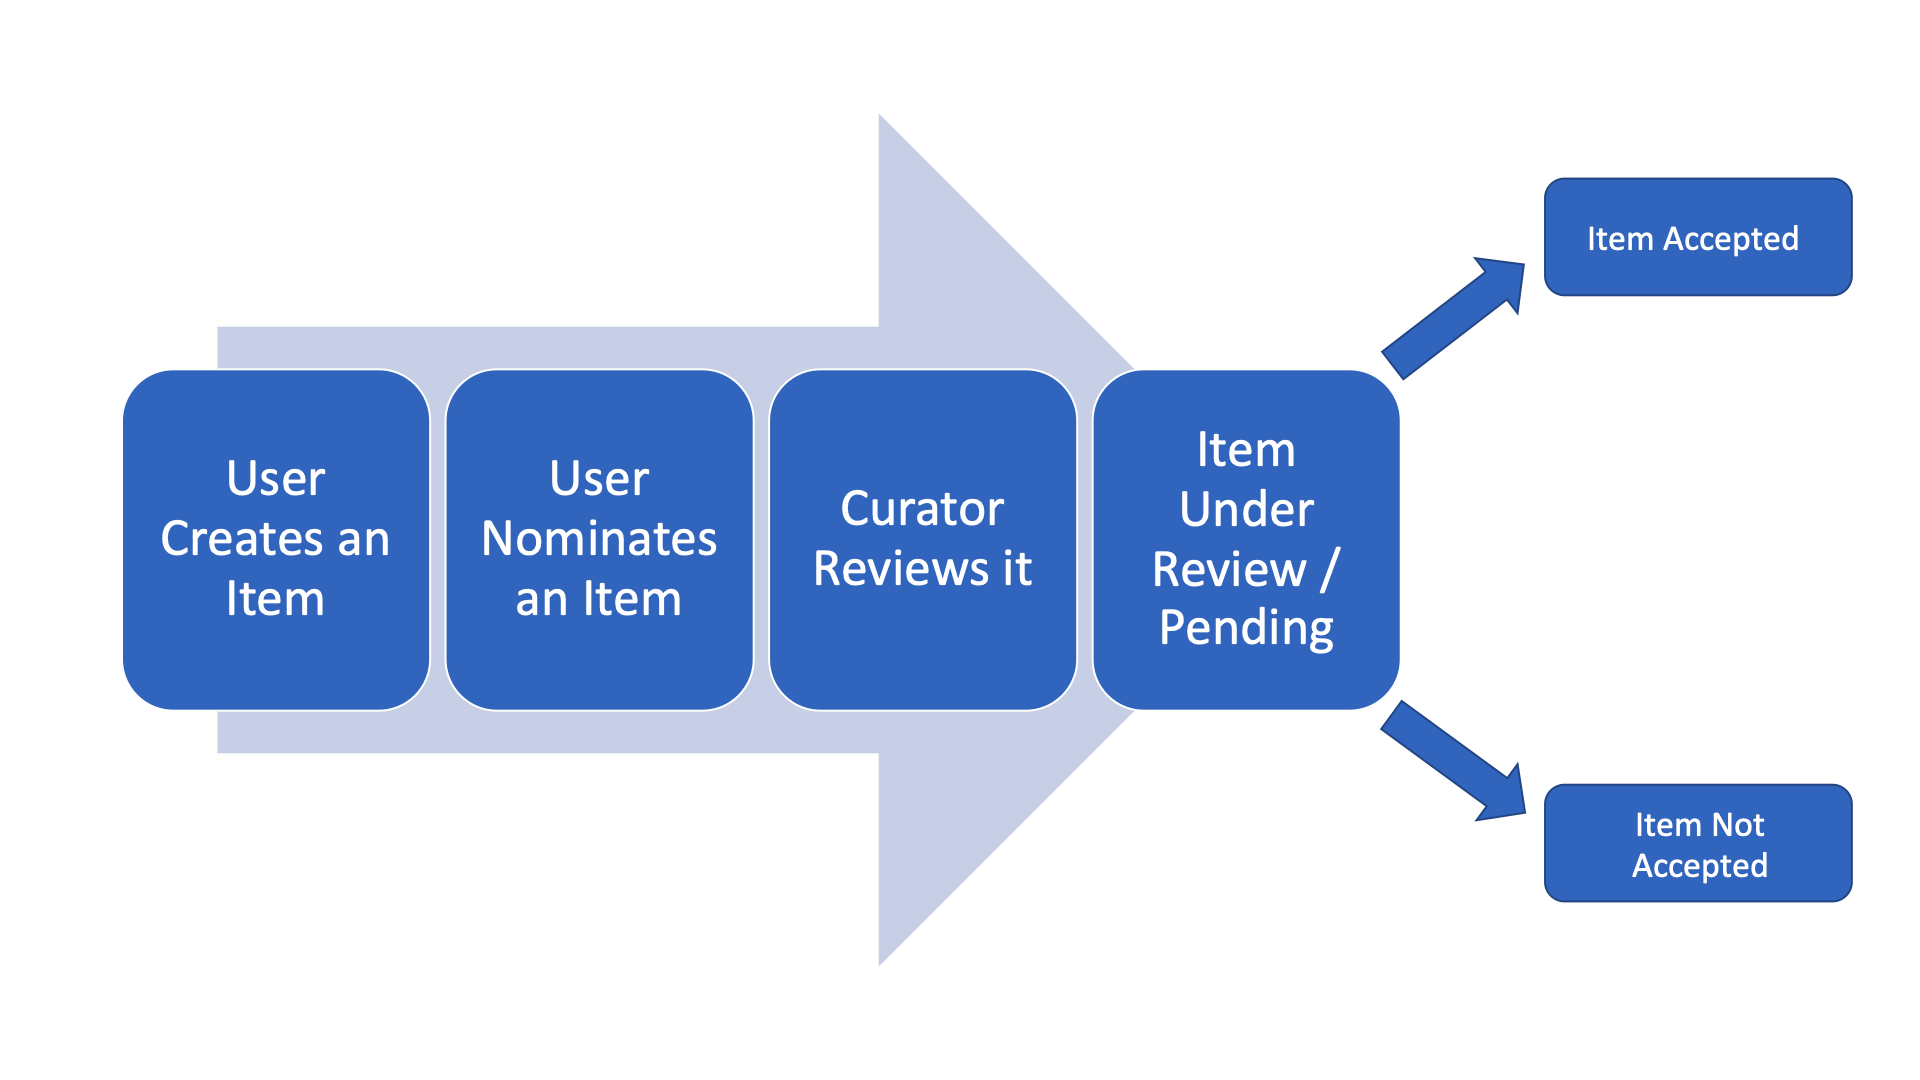 User
Creates an
Item
User
Nominates
an Item
Curator
Reviews it
Item
Under
Review /
Pending
Item Accepted
Item Not
Accepted